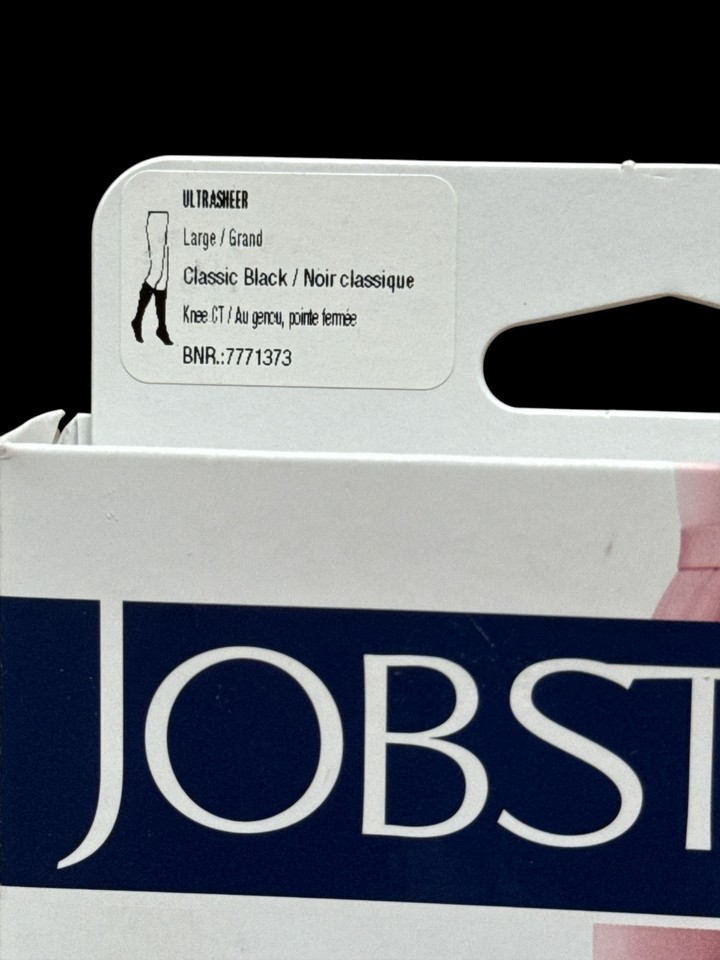 ULTRASHEER
Large / Grand
Classic Black / Noir classique
Knee CT / Au genou, pointe fermée
BNR.:7771373
JOBST